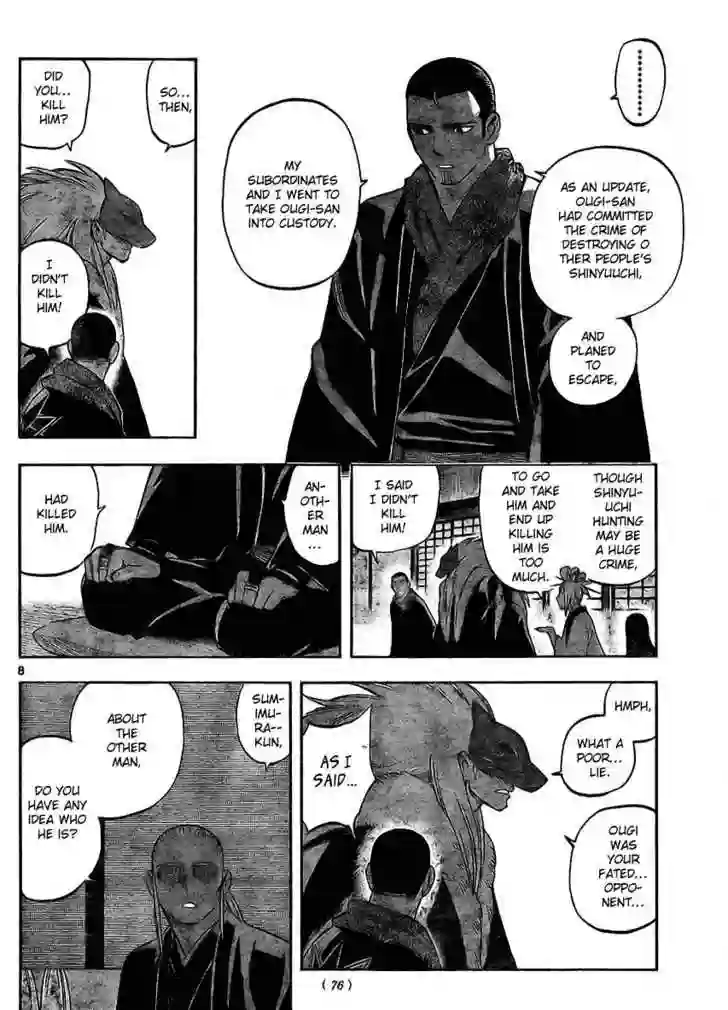 .........
AS AN UPDATE,
OUGI-SAN
HAD COMMITTED
THE CRIME OF
DESTROYING O
THER PEOPLE'S
SHINYUUCHI,
AND
PLANED
TO
ESCAPE,
MY
SUBORDINATES
AND I WENT TO
TAKE OUGI-SAN
INTO CUSTODY.
SO...
THEN,
DID
YOU...
KILL
HIM?
I
DIDN'T
KILL
HIM!
THOUGH
SHINYU-
UCHI
HUNTING
MAY BE
A HUGE
CRIME,
TO GO
AND TAKE
HIM AND
END UP
KILLING
HIM IS
TOO
MUCH.
I SAID
I DIDN'T
KILL
HIM!
AN-
OTH-
ER
MAN
...
HAD
KILLED
HIM.
8
HMPH,
WHAT A
POOR...
LIE.
OUGI
WAS
YOUR
FATED...
OPPO-
NENT...
AS I
SAID...
SUM-
IMU-
RA-
KUN,
ABOUT
THE
OTHER
MAN,
DO YOU
HAVE ANY
IDEA WHO
HE IS?
( 76 )